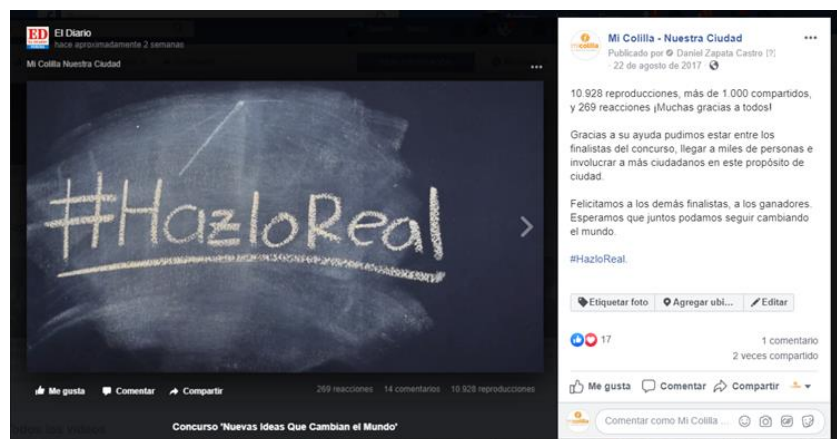 ED
El Diario
hace aproximadamente 2 semanas
Mi Colilla Nuestra Ciudad
#HazloReal
Me gusta Comentar Compartir
269 reacciones 14 comentarios 10.928 reproducciones
Concurso 'Nuevas Ideas Que Cambian el Mundo'
micolilla
Mi Colilla - Nuestra Ciudad
Publicado por Daniel Zapata Castro [?]
· 22 de agosto de 2017 ·
10.928 reproducciones, más de 1.000 compartidos,
y 269 reacciones ¡Muchas gracias a todos!
Gracias a su ayuda pudimos estar entre los
finalistas del concurso, llegar a miles de personas e
involucrar a más ciudadanos en este propósito de
ciudad.
Felicitamos a los demás finalistas, a los ganadores.
Esperamos que juntos podamos seguir cambiando
el mundo.
#HazloReal.
Etiquetar foto Agregar ubi... Editar
17
1 comentario
2 veces compartido
Me gusta Comentar Compartir
Comentar como Mi Colilla ...
GIF